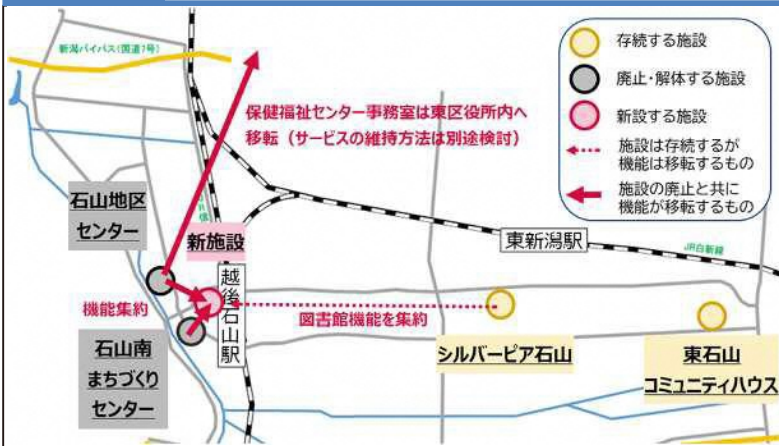 新潟バイパス(国道7号)
存続する施設
廃止・解体する施設
新設する施設
施設は存続するが
機能は移転するもの
施設の廃止と共に
機能が移転するもの
保健福祉センター事務室は東区役所内へ
移転（サービスの維持方法は別途検討）
石山地区
センター
新施設
東新潟駅
JR白新線
越後石山駅
機能集約
図書館機能を集約
石山南
まちづくり
センター
シルバーピア石山
東石山
コミュニティハウス